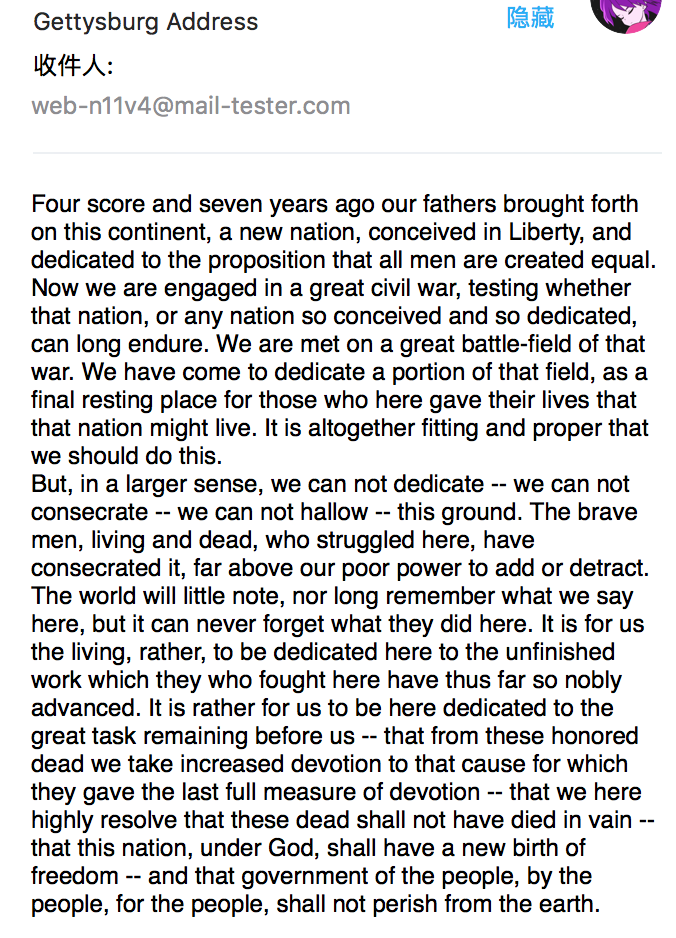 Gettysburg Address
隐藏
收件人:
web-n11v4@mail-tester.com
Four score and seven years ago our fathers brought forth
on this continent, a new nation, conceived in Liberty, and
dedicated to the proposition that all men are created equal.
Now we are engaged in a great civil war, testing whether
that nation, or any nation so conceived and so dedicated,
can long endure. We are met on a great battle-field of that
war. We have come to dedicate a portion of that field, as a
final resting place for those who here gave their lives that
that nation might live. It is altogether fitting and proper that
we should do this.
But, in a larger sense, we can not dedicate -- we can not
consecrate -- we can not hallow -- this ground. The brave
men, living and dead, who struggled here, have
consecrated it, far above our poor power to add or detract.
The world will little note, nor long remember what we say
here, but it can never forget what they did here. It is for us
the living, rather, to be dedicated here to the unfinished
work which they who fought here have thus far so nobly
advanced. It is rather for us to be here dedicated to the
great task remaining before us -- that from these honored
dead we take increased devotion to that cause for which
they gave the last full measure of devotion -- that we here
highly resolve that these dead shall not have died in vain --
that this nation, under God, shall have a new birth of
freedom -- and that government of the people, by the
people, for the people, shall not perish from the earth.